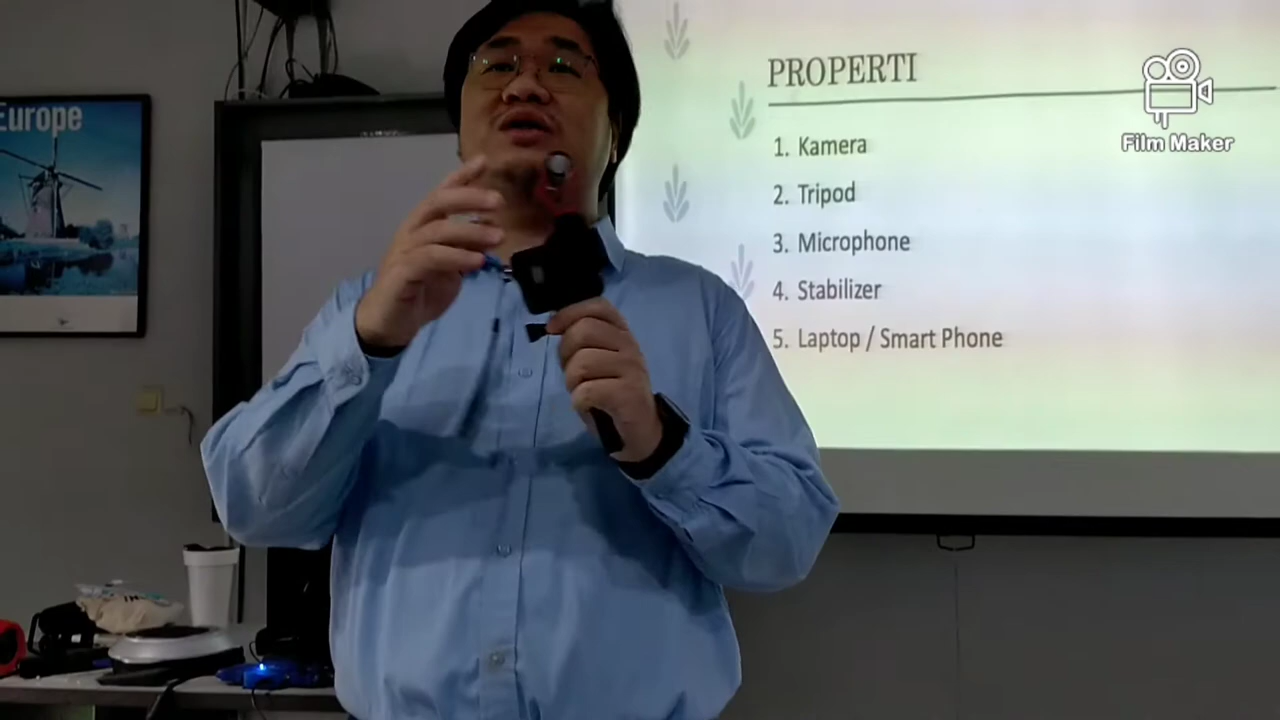 Europe
PROPERTI
1. Kamera
2. Tripod
3. Microphone
4. Stabilizer
5. Laptop / Smart Phone
Film Maker